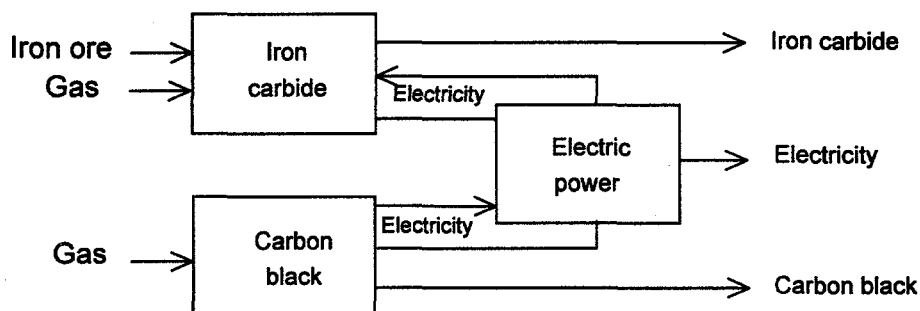 Iron ore
Gas
Iron
carbide
Iron carbide
Electricity
Electric
power
Electricity
Gas
Carbon
black
Electricity
Carbon black